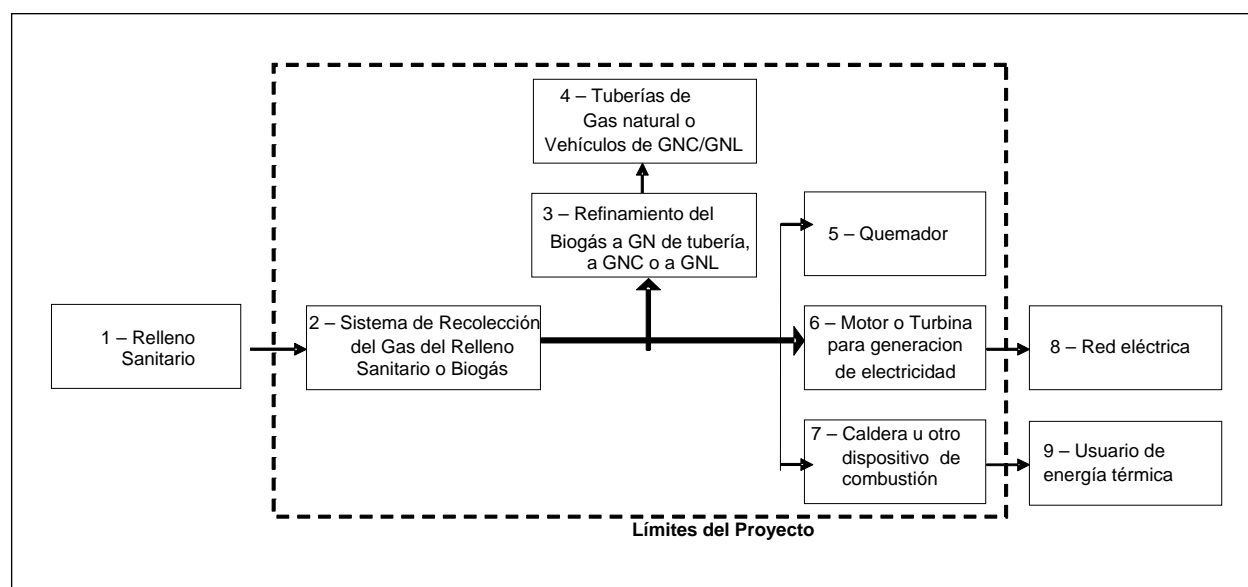 4 – Tuberías de
Gas natural o
Vehículos de GNC/GNL
3 – Refinamiento del
Biogás a GN de tubería,
a GNC o a GNL
5 – Quemador
1 – Relleno
Sanitario
2 – Sistema de Recolección
del Gas del Relleno
Sanitario o Biogás
6 – Motor o Turbina
para generacion
de electricidad
8 – Red eléctrica
7 – Caldera u otro
dispositivo de
combustión
9 – Usuario de
energía térmica
Límites del Proyecto